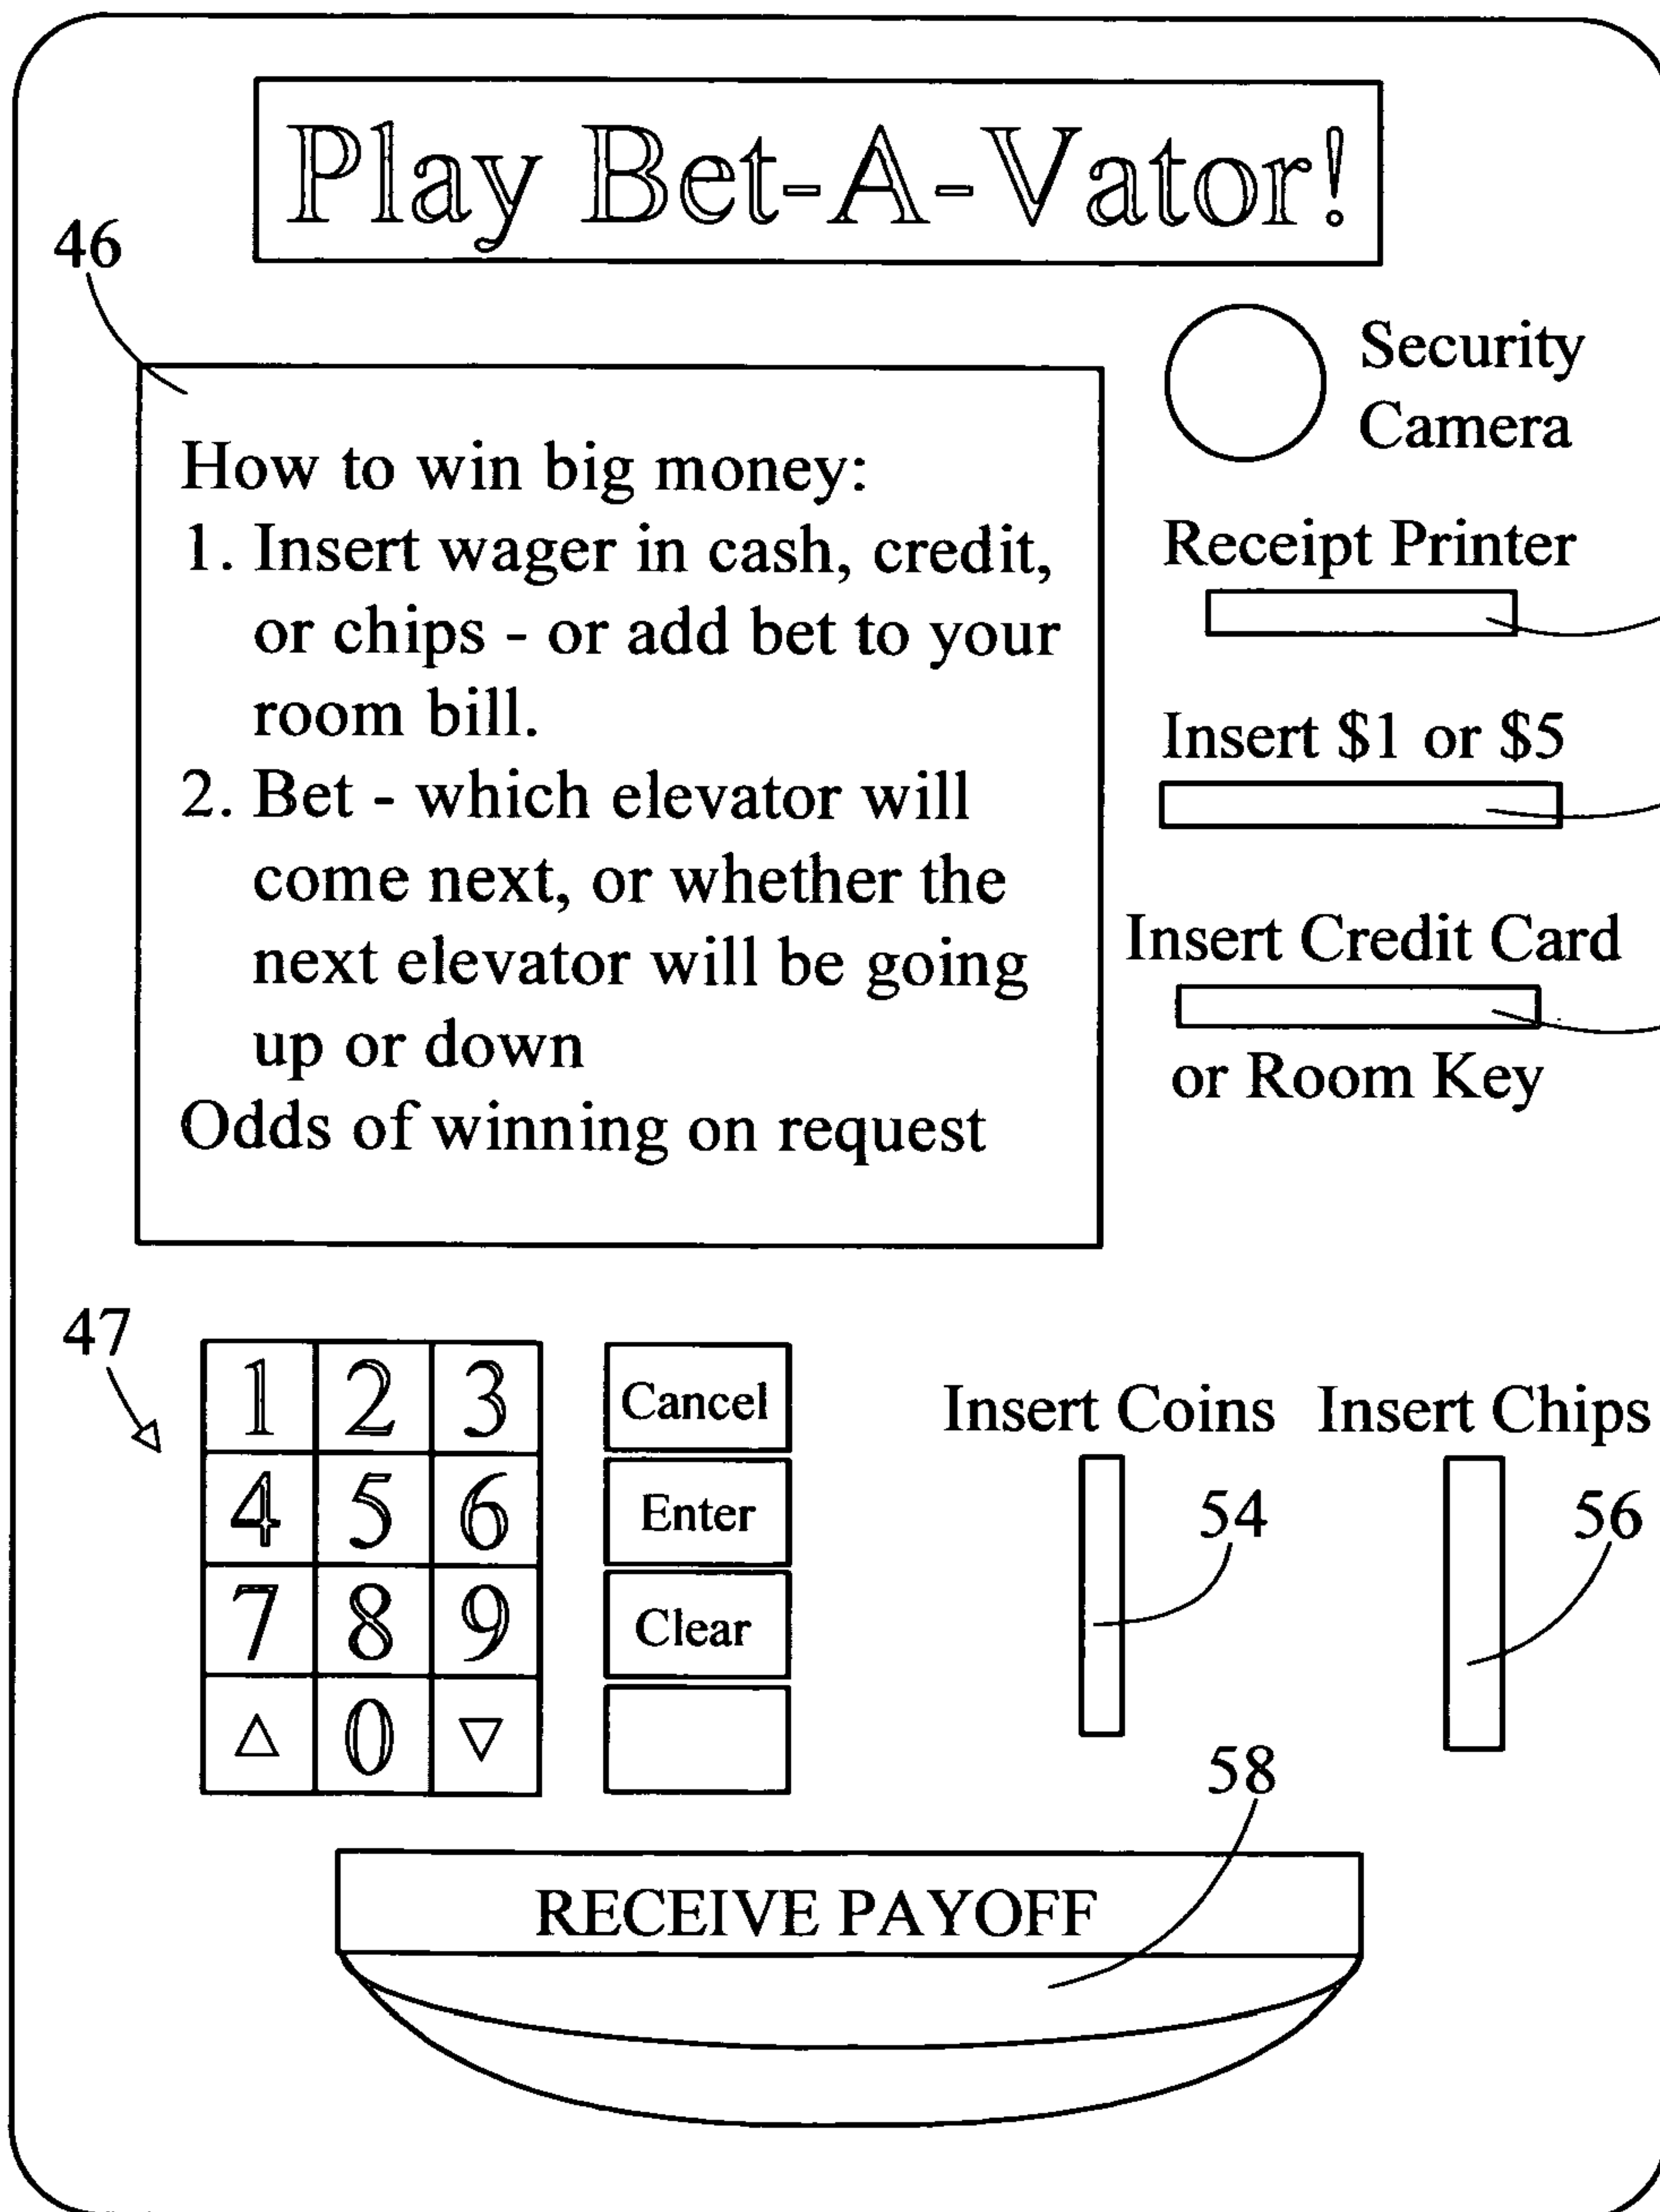 Play Bet-A-Vator!
46
Security
Camera
How to win big money:
1. Insert wager in cash, credit,
or chips - or add bet to your
room bill.
2. Bet - which elevator will
come next, or whether the
next elevator will be going
up or down
Odds of winning on request
Receipt Printer
Insert $1 or $5
Insert Credit Card
or Room Key
47
1 2 3
4 5 6
7 8 9
△ 0 ▽
Cancel
Enter
Clear
Insert Coins
54
Insert Chips
56
58
RECEIVE PAYOFF